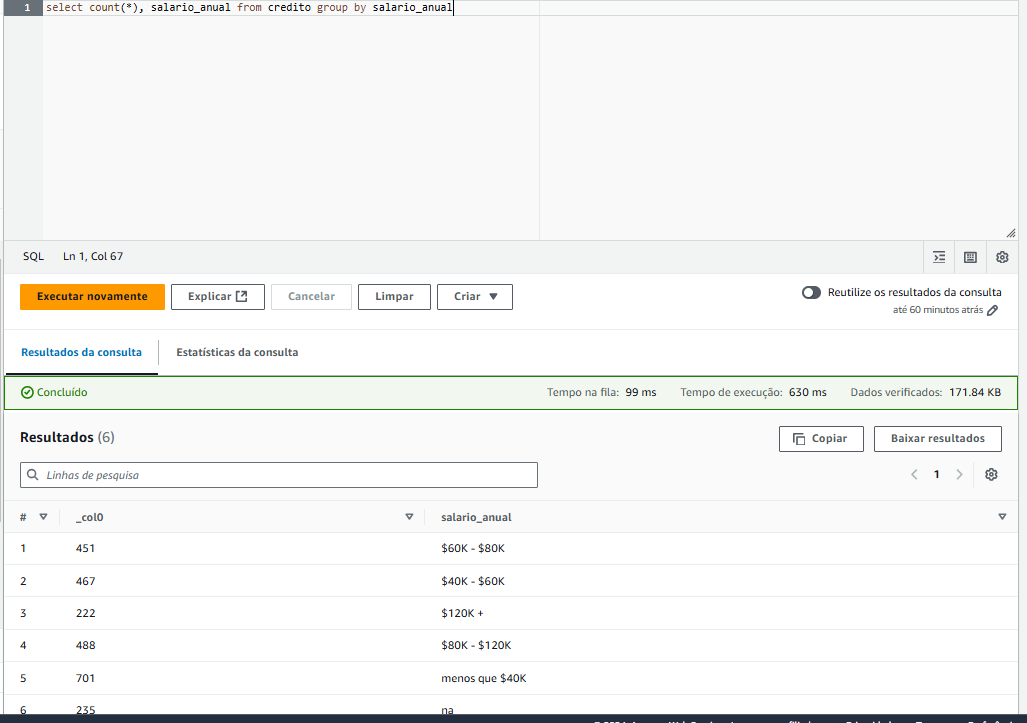 1 select count(*), salario_anual from credito group by salario_anual
SQL Ln 1, Col 67
Executar novamente Explicar Cancelar Limpar Criar
Reutilize os resultados da consulta
até 60 minutos atrás
Resultados da consulta Estatísticas da consulta
Concluído Tempo na fila: 99 ms Tempo de execução: 630 ms Dados verificados: 171.84 KB
Resultados (6) Copiar Baixar resultados
Linhas de pesquisa 1
# _col0 salario_anual
1 451 $60K - $80K
2 467 $40K - $60K
3 222 $120K +
4 488 $80K - $120K
5 701 menos que $40K
6 235 na